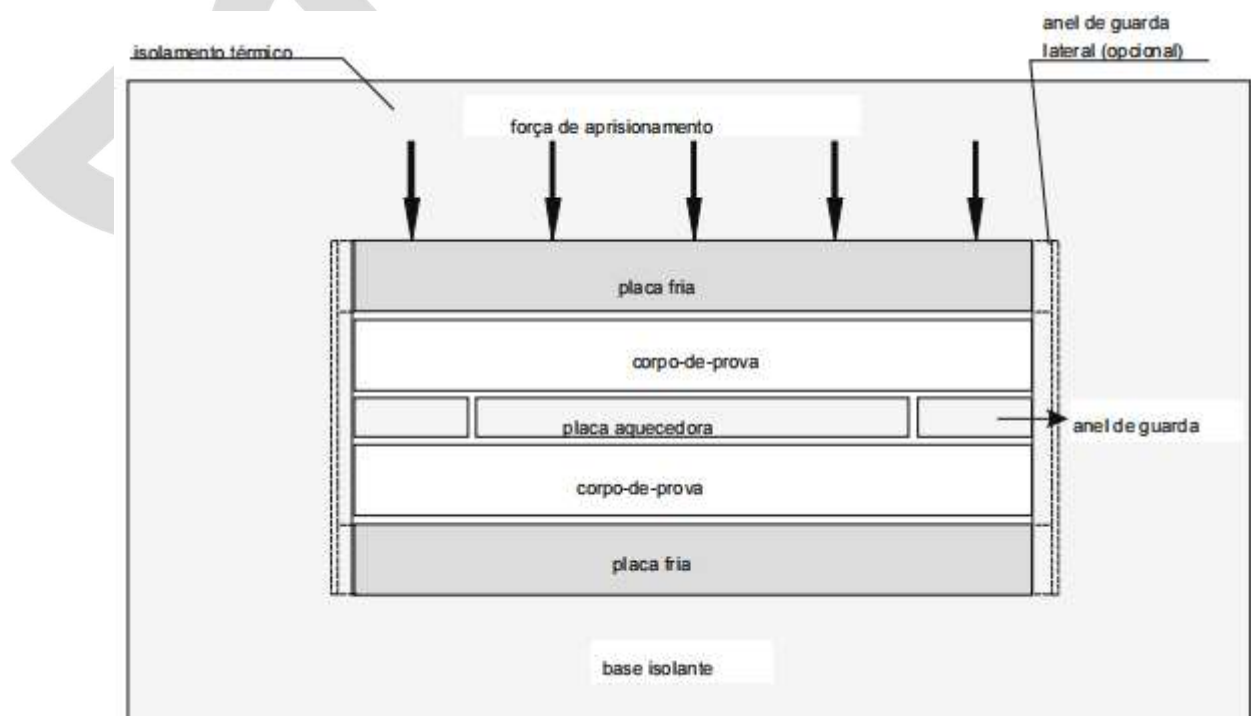 anel de guarda
lateral (opcional)
isolamento térmico
força de aprisionamento
placa fria
corpo-de-prova
placa aquecedora
anel de guarda
corpo-de-prova
placa fria
base isolante